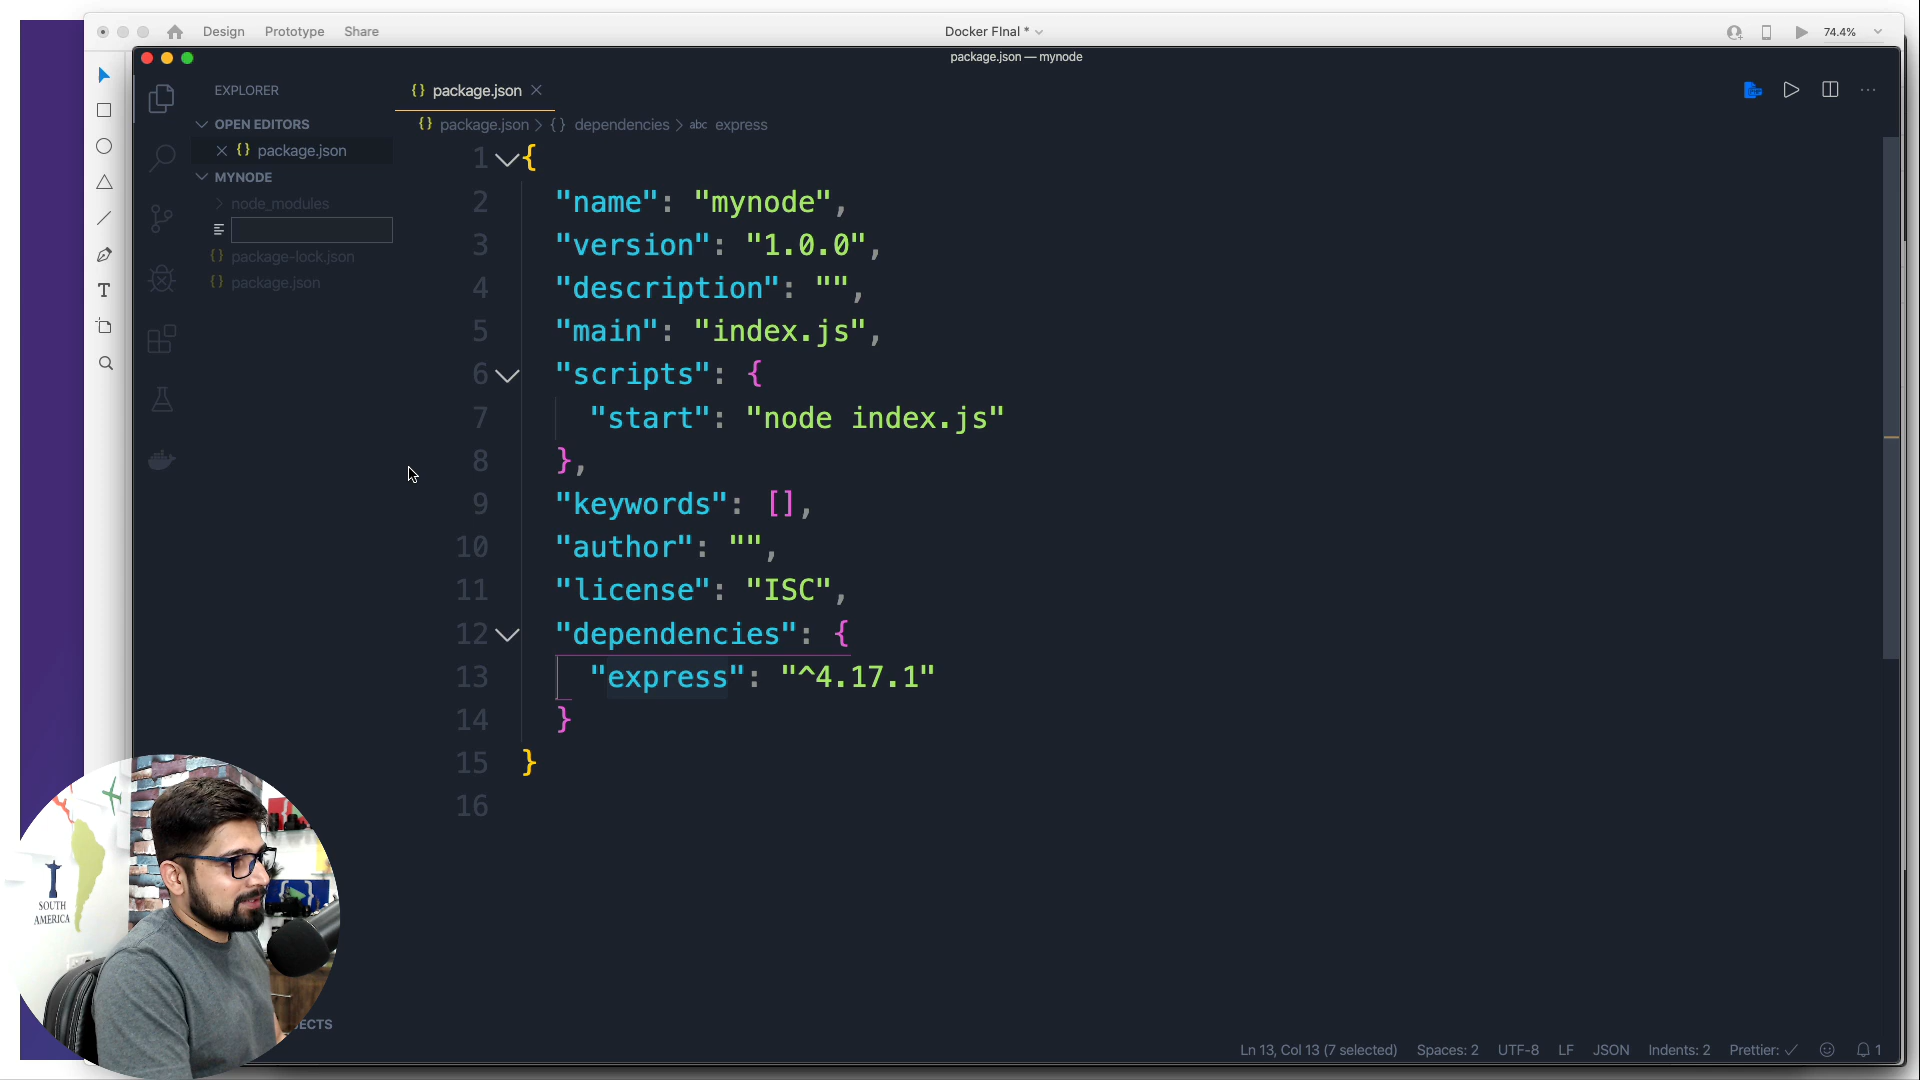 Design Prototype Share Docker FInal * 74.4%
package.json — mynode
EXPLORER
OPEN EDITORS
package.json
MYNODE
node_modules
package-lock.json
package.json
package.json
package.json > {} dependencies > abc express
1 {
2 "name": "mynode",
3 "version": "1.0.0",
4 "description": "",
5 "main": "index.js",
6 "scripts": {
7 "start": "node index.js"
8 },
9 "keywords": [],
10 "author": "",
11 "license": "ISC",
12 "dependencies": {
13 "express": "^4.17.1"
14 }
15 }
16
SOUTH
AMERICA
Ln 13, Col 13 (7 selected) Spaces: 2 UTF-8 LF JSON Indents: 2 Prettier: ✓ 1